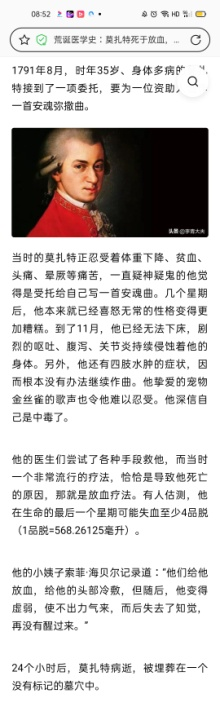 08:52
HD
荒诞医学史：莫扎特死于放血，...
1791年8月，时年35岁、身体多病的
特接到了一项委托，要为一位资助
一首安魂弥撒曲。
头条@李青大夫
当时的莫扎特正忍受着体重下降、贫血、
头痛、晕厥等痛苦，一直疑神疑鬼的他觉
得是受托给自己写一首安魂曲。几个星期
后，他本来就已经喜怒无常的性格变得更
加糟糕。到了11月，他已经无法下床，剧
烈的呕吐、腹泻、关节炎持续侵蚀着他的
身体。另外，他还有四肢水肿的症状，因
而根本没有办法继续作曲。他挚爱的宠物
金丝雀的歌声也令他难以忍受。他深信自
己是中毒了。
他的医生们尝试了各种手段救他，而当时
一个非常流行的疗法，恰恰是导致他死亡
的原因，那就是放血疗法。有人估测，他
在生命的最后一个星期可能失血至少4品脱
（1品脱=568.26125毫升）。
他的小姨子索菲·海贝尔记录道：“他们给他
放血，给他的头部冷敷，但随后，他变得
虚弱，使不出力气来，而后失去了知觉，
再没有醒过来。”
24个小时后，莫扎特病逝，被埋葬在一个
没有标记的墓穴中。